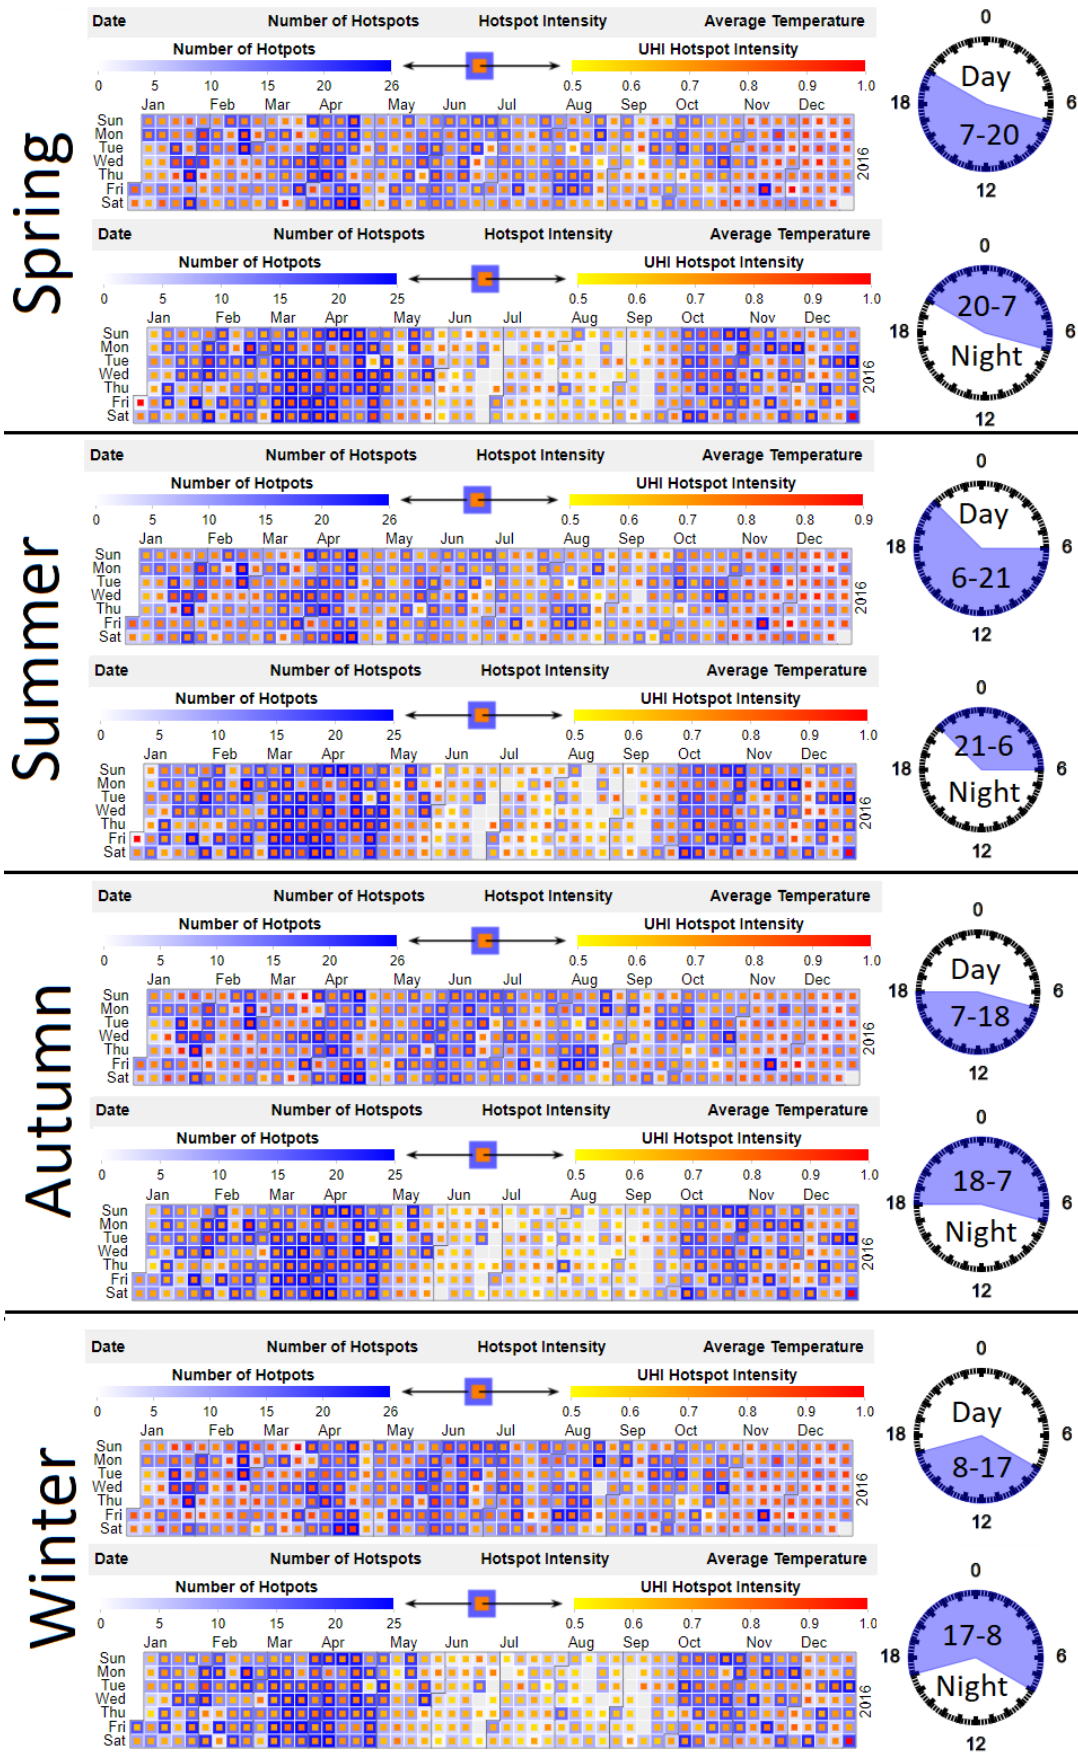 Spring
Date Number of Hotspots Hotspot Intensity Average Temperature
Number of Hotpots UHI Hotspot Intensity
0 5 10 15 20 26 0.5 0.6 0.7 0.8 0.9 1.0
Jan Feb Mar Apr May Jun Jul Aug Sep Oct Nov Dec
Sun
Mon
Tue
Wed
Thu
Fri
Sat
2016
0
18 Day 6
7-20
12
Date Number of Hotspots Hotspot Intensity Average Temperature
Number of Hotpots UHI Hotspot Intensity
0 5 10 15 20 25 0.5 0.6 0.7 0.8 0.9 1.0
Jan Feb Mar Apr May Jun Jul Aug Sep Oct Nov Dec
Sun
Mon
Tue
Wed
Thu
Fri
Sat
2016
0
20-7
18 6
Night
12
Summer
Date Number of Hotspots Hotspot Intensity Average Temperature
Number of Hotpots UHI Hotspot Intensity
0 5 10 15 20 26 0.5 0.6 0.7 0.8 0.9
Jan Feb Mar Apr May Jun Jul Aug Sep Oct Nov Dec
Sun
Mon
Tue
Wed
Thu
Fri
Sat
2016
0
Day
18 6
6-21
12
Date Number of Hotspots Hotspot Intensity Average Temperature
Number of Hotpots UHI Hotspot Intensity
0 5 10 15 20 25 0.5 0.6 0.7 0.8 0.9 1.0
Jan Feb Mar Apr May Jun Jul Aug Sep Oct Nov Dec
Sun
Mon
Tue
Wed
Thu
Fri
Sat
2016
0
21-6
18 6
Night
12
Autumn
Date Number of Hotspots Hotspot Intensity Average Temperature
Number of Hotpots UHI Hotspot Intensity
0 5 10 15 20 26 0.5 0.6 0.7 0.8 0.9 1.0
Jan Feb Mar Apr May Jun Jul Aug Sep Oct Nov Dec
Sun
Mon
Tue
Wed
Thu
Fri
Sat
2016
0
Day
18 6
7-18
12
Date Number of Hotspots Hotspot Intensity Average Temperature
Number of Hotpots UHI Hotspot Intensity
0 5 10 15 20 25 0.5 0.6 0.7 0.8 0.9 1.0
Jan Feb Mar Apr May Jun Jul Aug Sep Oct Nov Dec
Sun
Mon
Tue
Wed
Thu
Fri
Sat
2016
0
18-7
18 6
Night
12
Winter
Date Number of Hotspots Hotspot Intensity Average Temperature
Number of Hotpots UHI Hotspot Intensity
0 5 10 15 20 26 0.5 0.6 0.7 0.8 0.9 1.0
Jan Feb Mar Apr May Jun Jul Aug Sep Oct Nov Dec
Sun
Mon
Tue
Wed
Thu
Fri
Sat
2016
0
Day
18 6
8-17
12
Date Number of Hotspots Hotspot Intensity Average Temperature
Number of Hotpots UHI Hotspot Intensity
0 5 10 15 20 25 0.5 0.6 0.7 0.8 0.9 1.0
Jan Feb Mar Apr May Jun Jul Aug Sep Oct Nov Dec
Sun
Mon
Tue
Wed
Thu
Fri
Sat
2016
0
17-8
18 6
Night
12